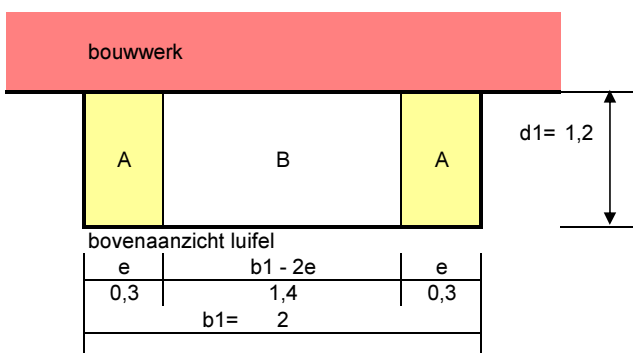 bouwwerk
d1= 1,2
A B A
bovenaanzicht luifel
e b1 - 2e e
0,3 1,4 0,3
b1= 2